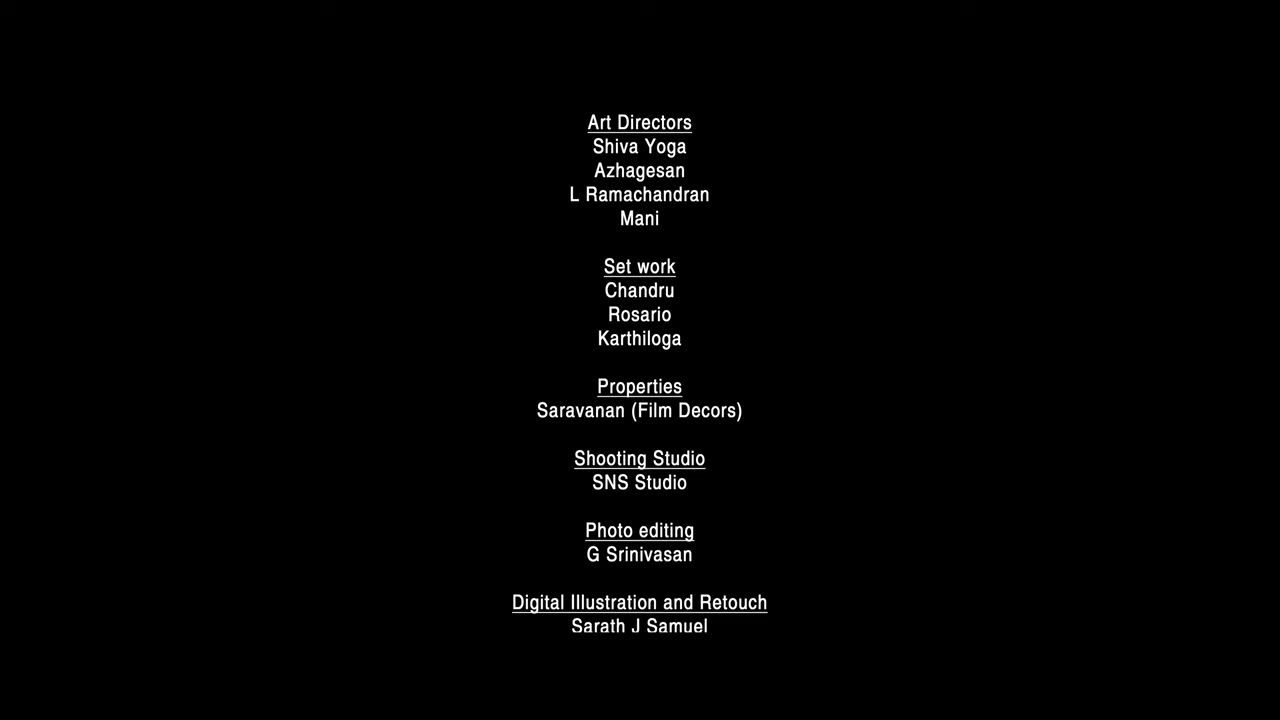 Art Directors
Shiva Yoga
Azhagesan
L Ramachandran
Mani
Set work
Chandru
Rosario
Karthiloga
Properties
Saravanan (Film Decors)
Shooting Studio
SNS Studio
Photo editing
G Srinivasan
Digital Illustration and Retouch
Sarath J Samuel